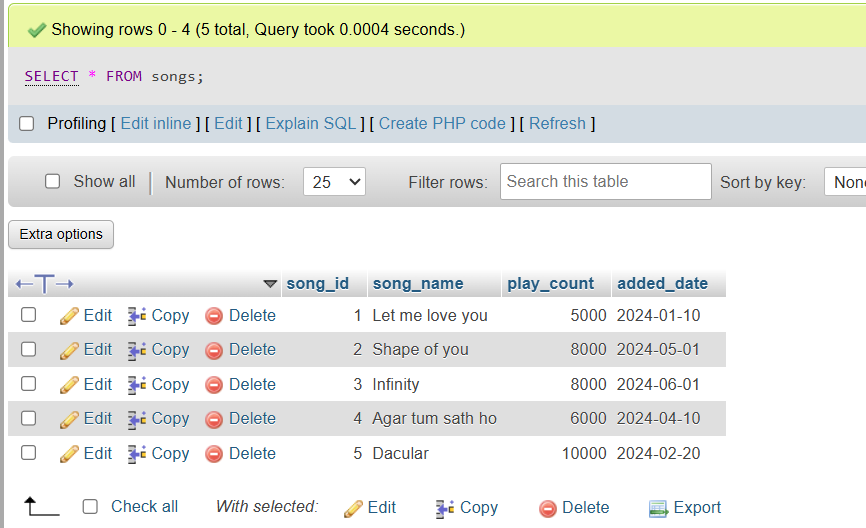 Showing rows 0 - 4 (5 total, Query took 0.0004 seconds.)
SELECT * FROM songs;
Profiling [ Edit inline ] [ Edit ] [ Explain SQL ] [ Create PHP code ] [ Refresh ]
Show all Number of rows: 25 Filter rows: Search this table Sort by key: Non
Extra options
song_id song_name play_count added_date
Edit Copy Delete 1 Let me love you 5000 2024-01-10
Edit Copy Delete 2 Shape of you 8000 2024-05-01
Edit Copy Delete 3 Infinity 8000 2024-06-01
Edit Copy Delete 4 Agar tum sath ho 6000 2024-04-10
Edit Copy Delete 5 Dacular 10000 2024-02-20
Check all With selected: Edit Copy Delete Export